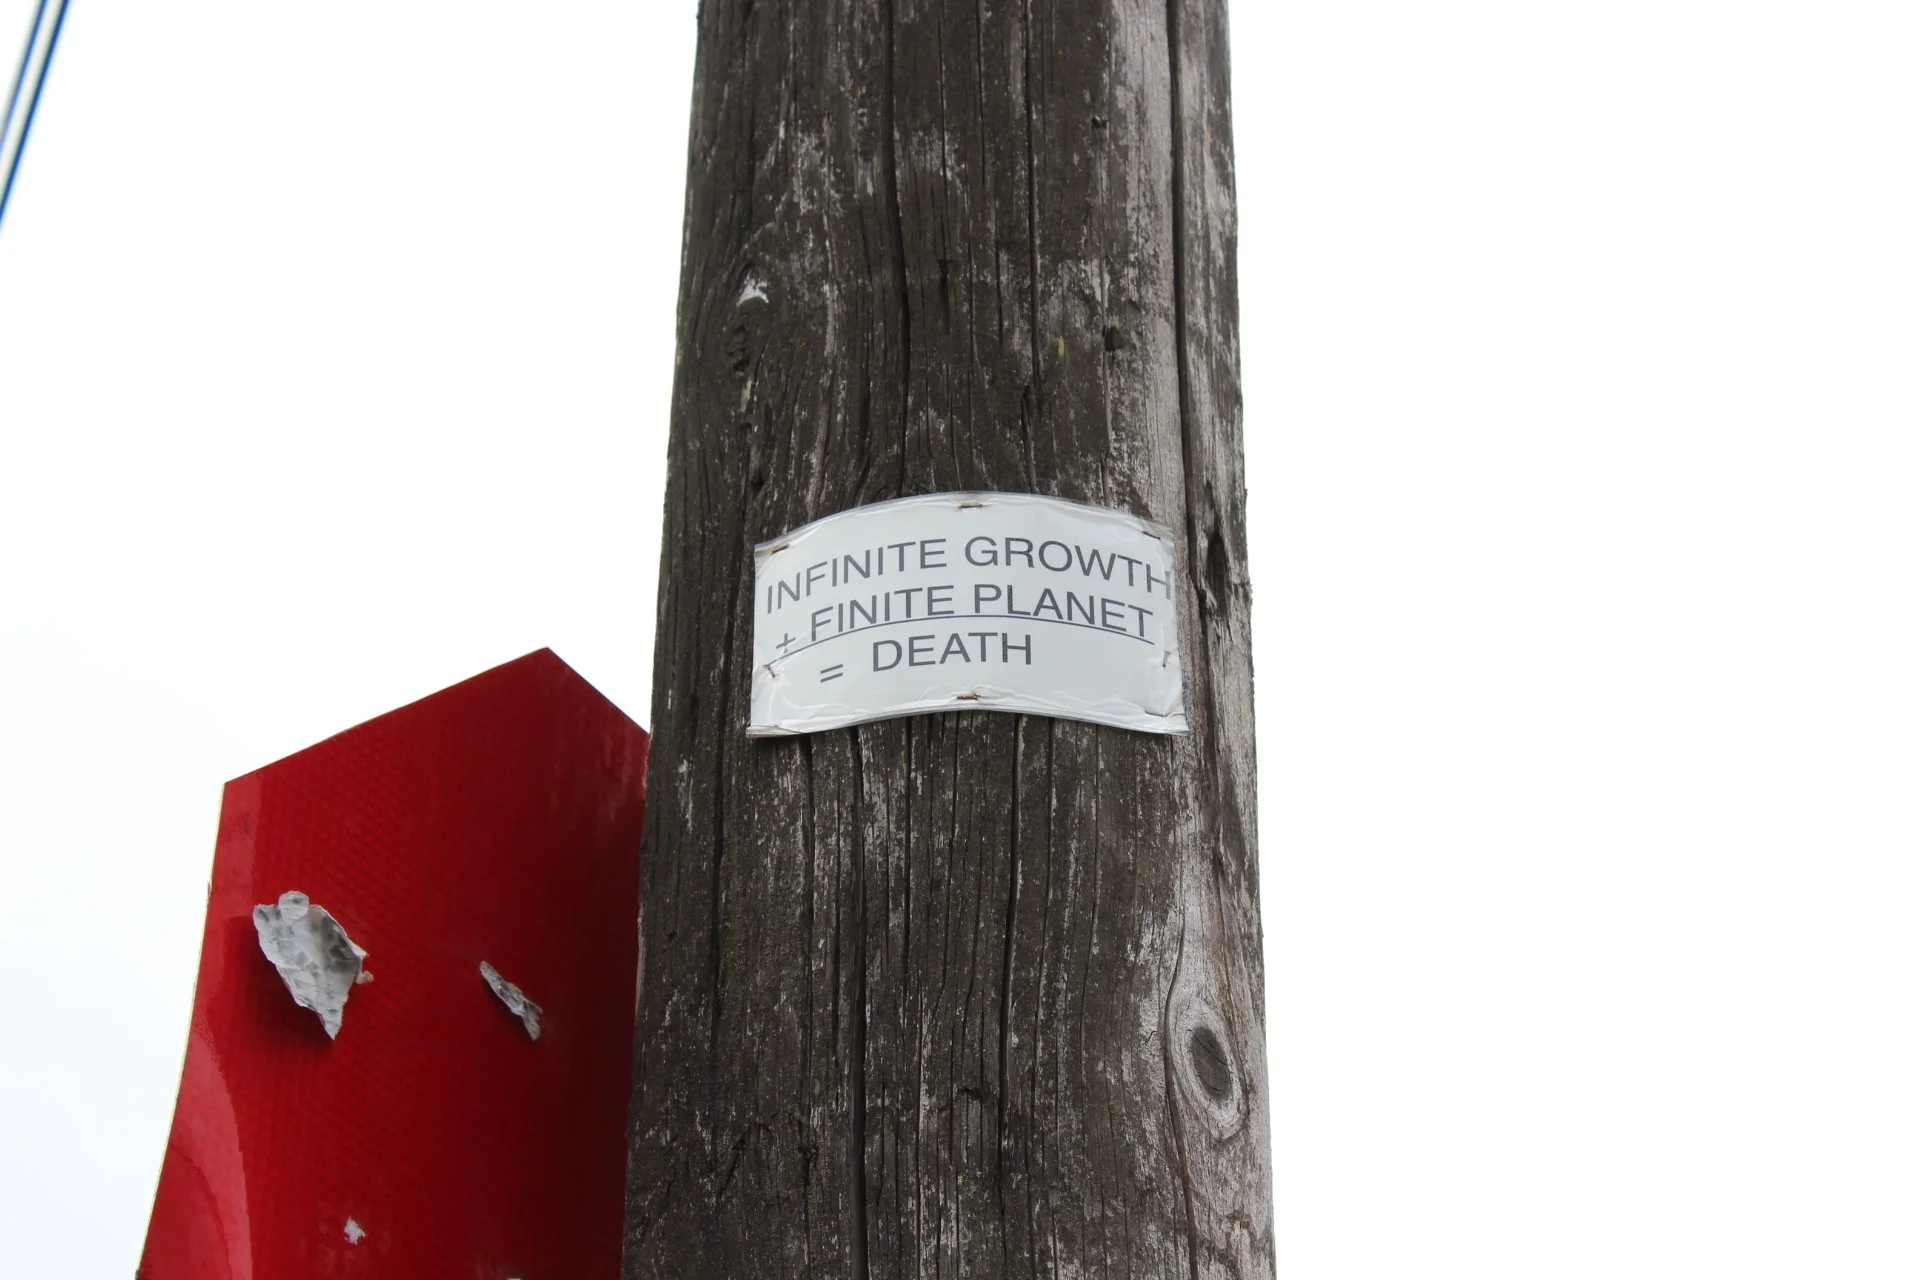 INFINITE GROWTH
+ FINITE PLANET
= DEATH